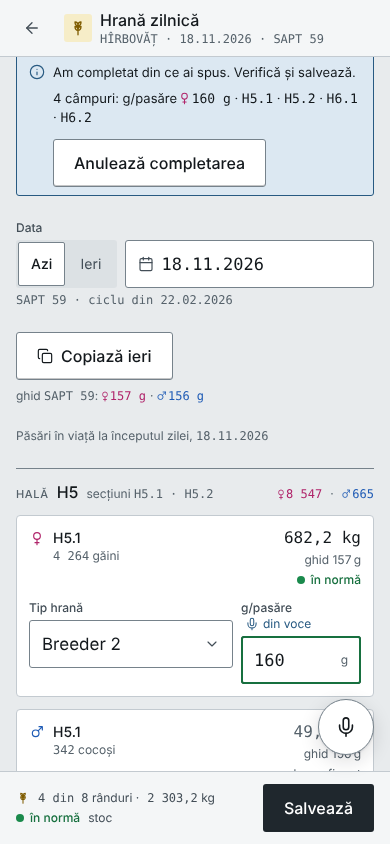 Hrană zilnică
HÎRBOVĂȚ · 18.11.2026 · SAPT 59
Am completat din ce ai spus. Verifică și salvează.
4 câmpuri: g/pasăre ♀ 160 g · H5.1 · H5.2 · H6.1
· H6.2
Anulează completarea
Data
Azi
Ieri
18.11.2026
SAPT 59 · ciclu din 22.02.2026
Copiază ieri
ghid SAPT 59: ♀157 g · ♂156 g
Păsări în viață la începutul zilei, 18.11.2026
HALĂ H5 secțiuni H5.1 · H5.2 ♀8 547 · ♂665
♀ H5.1 682,2 kg
4 264 găini ghid 157 g
în normă
Tip hrană g/pasăre
din voce
Breeder 2 160 g
♂ H5.1 49,
342 cocoși ghid
4 din 8 rânduri · 2 303,2 kg
în normă stoc
Salvează